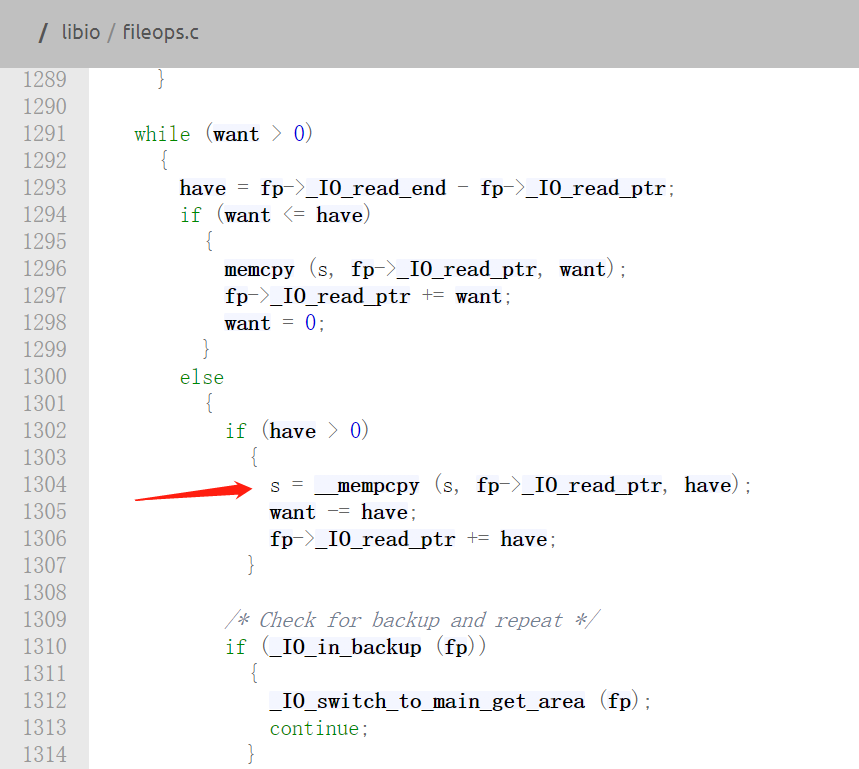 / libio / fileops.c
1289 }
1290
1291 while (want > 0)
1292 {
1293 have = fp->_IO_read_end - fp->_IO_read_ptr;
1294 if (want <= have)
1295 {
1296 memcpy (s, fp->_IO_read_ptr, want);
1297 fp->_IO_read_ptr += want;
1298 want = 0;
1299 }
1300 else
1301 {
1302 if (have > 0)
1303 {
1304 s = __mempcpy (s, fp->_IO_read_ptr, have);
1305 want -= have;
1306 fp->_IO_read_ptr += have;
1307 }
1308
1309 /* Check for backup and repeat */
1310 if (_IO_in_backup (fp))
1311 {
1312 _IO_switch_to_main_get_area (fp);
1313 continue;
1314 }